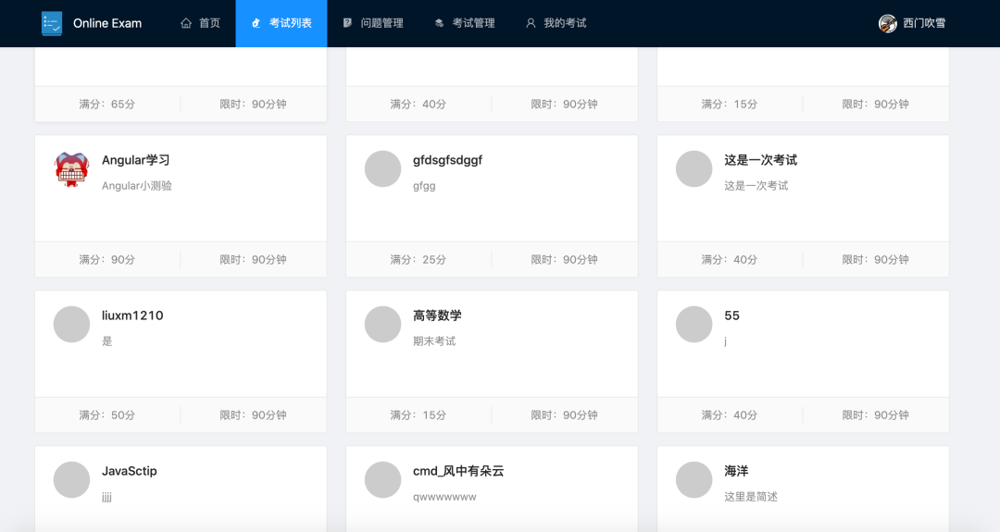 Online Exam 首页 考试列表 问题管理 考试管理 我的考试 西门吹雪
满分：65分 限时：90分钟 满分：40分 限时：90分钟 满分：15分 限时：90分钟
Angular学习 gfdsgfsdggf 这是一次考试
Angular小测验 gfgg 这是一次考试
满分：90分 限时：90分钟 满分：25分 限时：90分钟 满分：40分 限时：90分钟
liuxm1210 高等数学 55
是 期末考试 j
满分：50分 限时：90分钟 满分：15分 限时：90分钟 满分：40分 限时：90分钟
JavaSctip cmd_风中有朵云 海洋
jjjj qwwwwwww 这里是简述